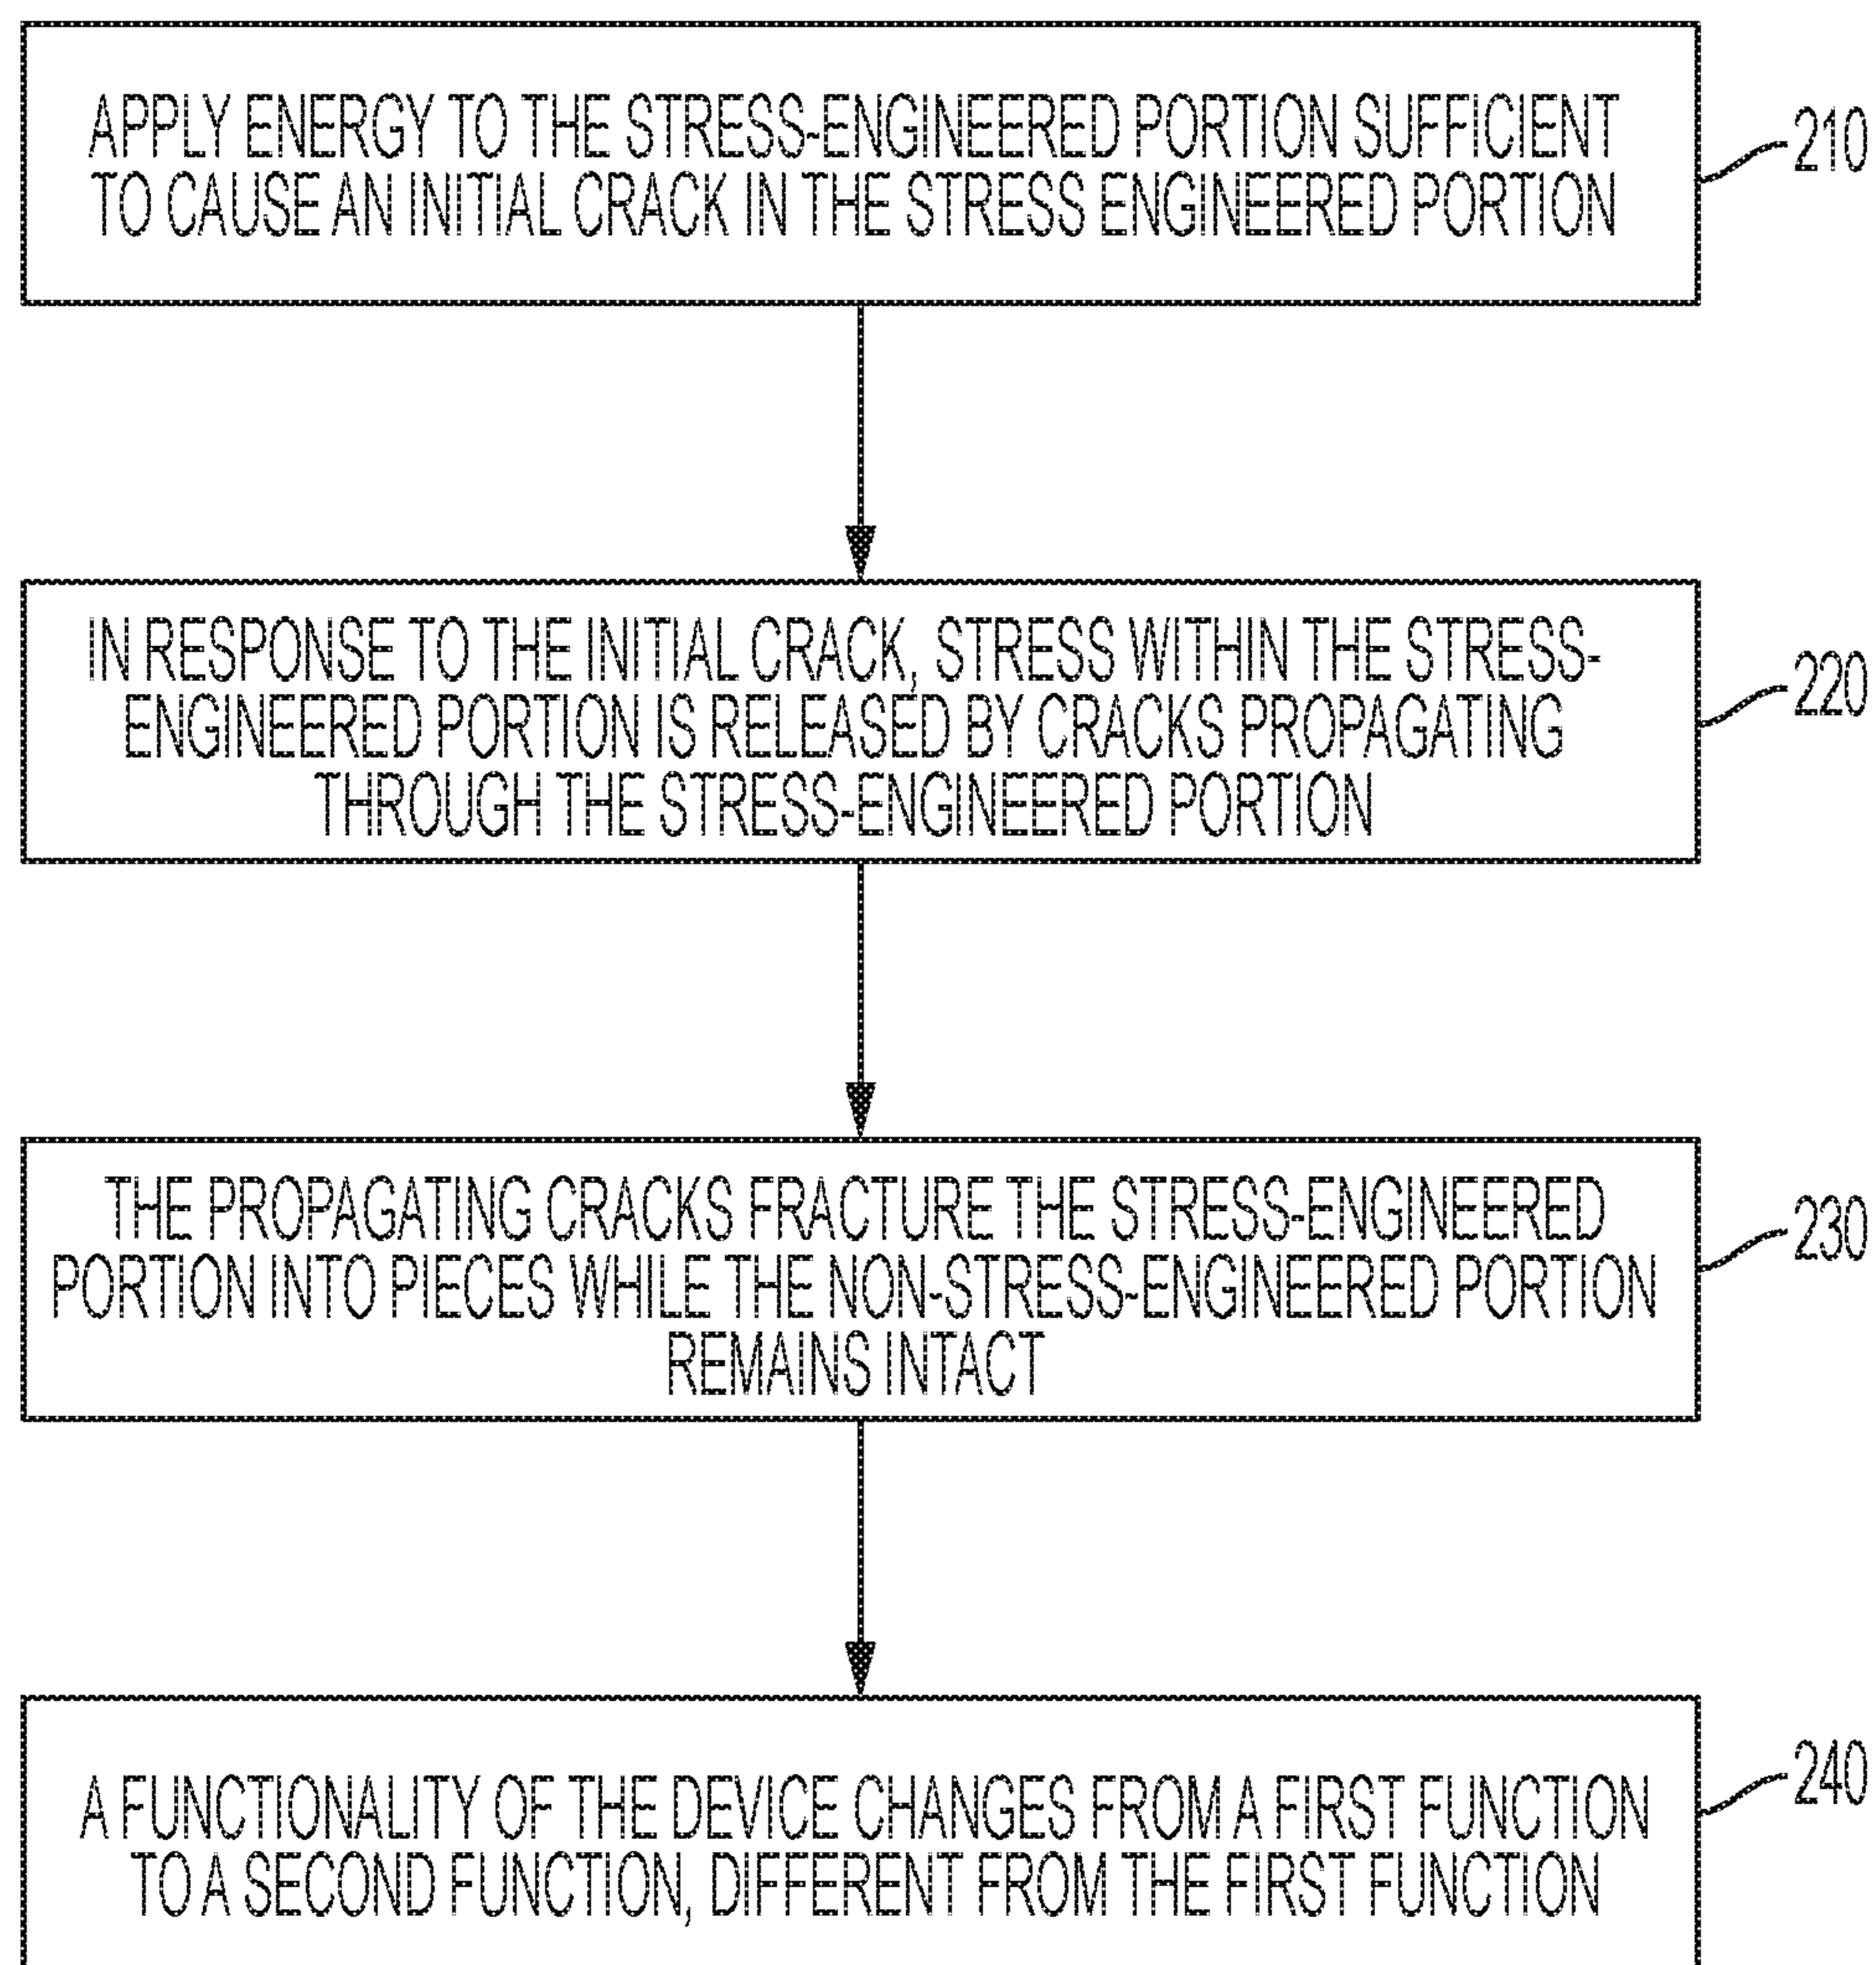 APPLY ENERGY TO THE STRESS-ENGINEERED PORTION SUFFICIENT
TO CAUSE AN INITIAL CRACK IN THE STRESS ENGINEERED PORTION
210
IN RESPONSE TO THE INITIAL CRACK, STRESS WITHIN THE STRESS-
ENGINEERED PORTION IS RELEASED BY CRACKS PROPAGATING
THROUGH THE STRESS-ENGINEERED PORTION
220
THE PROPAGATING CRACKS FRACTURE THE STRESS-ENGINEERED
PORTION INTO PIECES WHILE THE NON-STRESS-ENGINEERED PORTION
REMAINS INTACT
230
A FUNCTIONALITY OF THE DEVICE CHANGES FROM A FIRST FUNCTION
TO A SECOND FUNCTION, DIFFERENT FROM THE FIRST FUNCTION
240